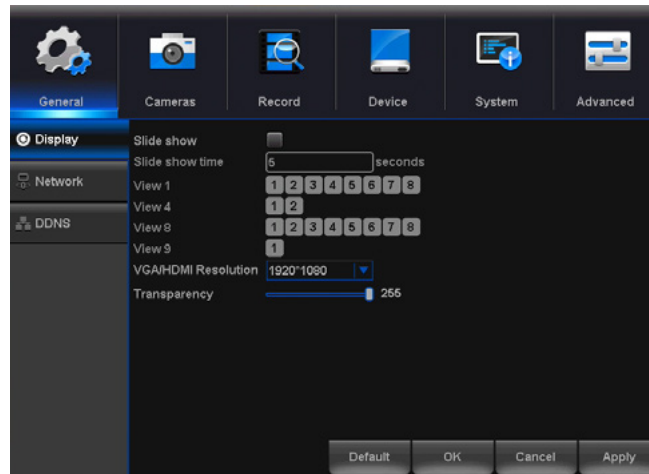 General Cameras Record Device System Advanced
Display
Network
DDNS
Slide show
Slide show time 5 seconds
View 1 1 2 3 4 5 6 7 8
View 4 1 2
View 8 1 2 3 4 5 6 7 8
View 9 1
VGA/HDMI Resolution 1920*1080
Transparency 255
Default OK Cancel Apply